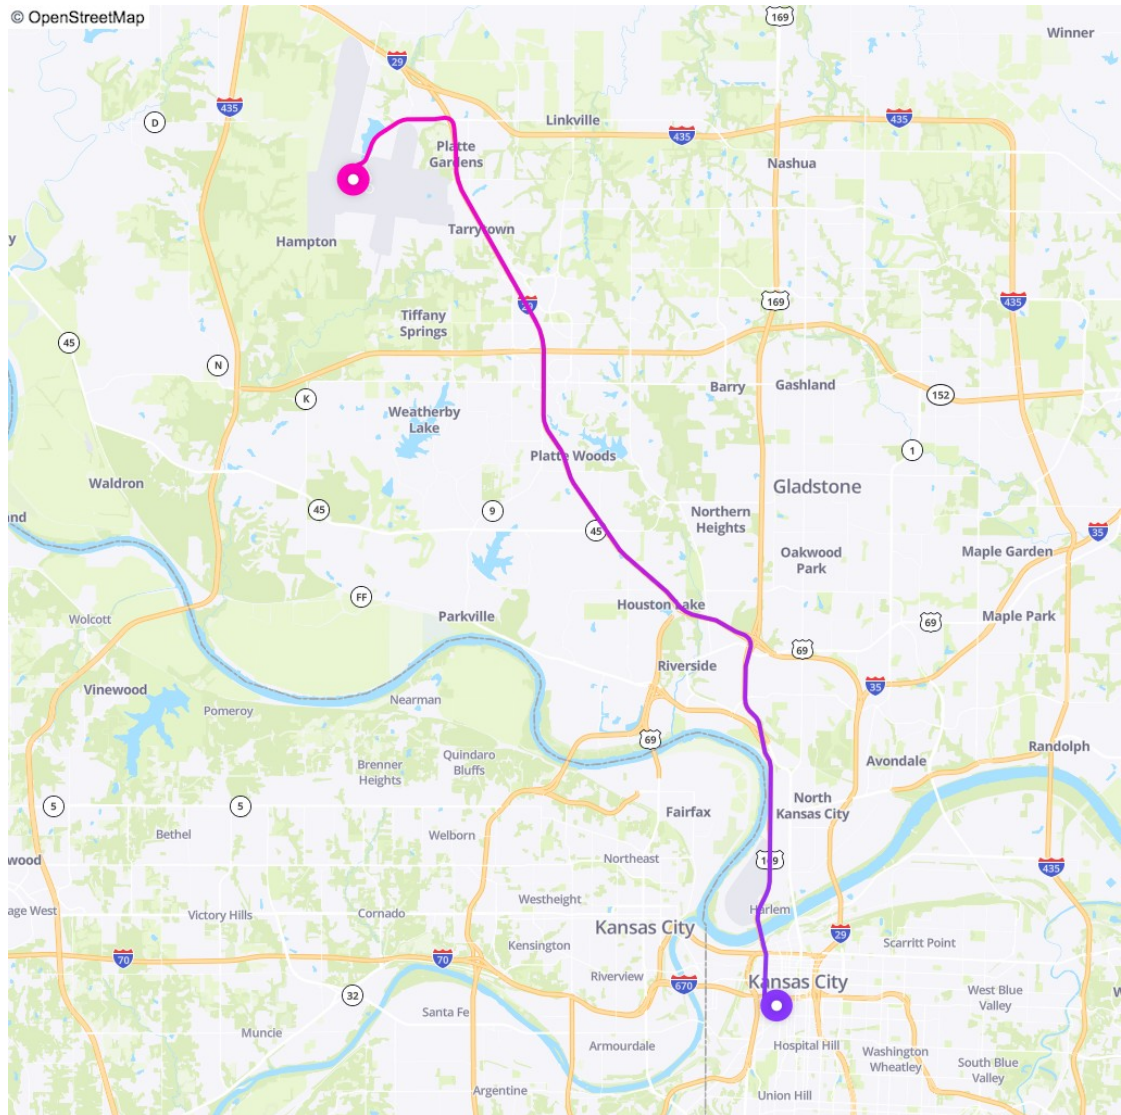 © OpenStreetMap
169
Winner
29
435
435
D
Linkville
435
Platte
Gardens
Nashua
Tarrytown
Hampton
169
435
Tiffany
Springs
45
N
K
Barry
Gashland
152
Weatherby
Lake
1
Platte Woods
Waldron
Gladstone
45
9
Northern
Heights
45
35
Oakwood
Park
Maple Garden
FF
Houston Lake
Wolcott
Parkville
Maple Park
69
69
Riverside
Vinewood
35
Nearman
Pomeroy
69
Quindaro
Bluffs
Randolph
Brenner
Heights
Avondale
5
5
North
Kansas City
Fairfax
Bethel
Welborn
Northeast
169
435
Westheight
Harlem
Victory Hills
Cornado
Kansas City
29
Scarritt Point
Kensington
70
70
Riverview
670
Kansas City
West Blue
Valley
32
Santa Fe
Muncie
Armourdale
Hospital Hill
Washington
Wheatley
South Blue
Valley
Argentine
Union Hill